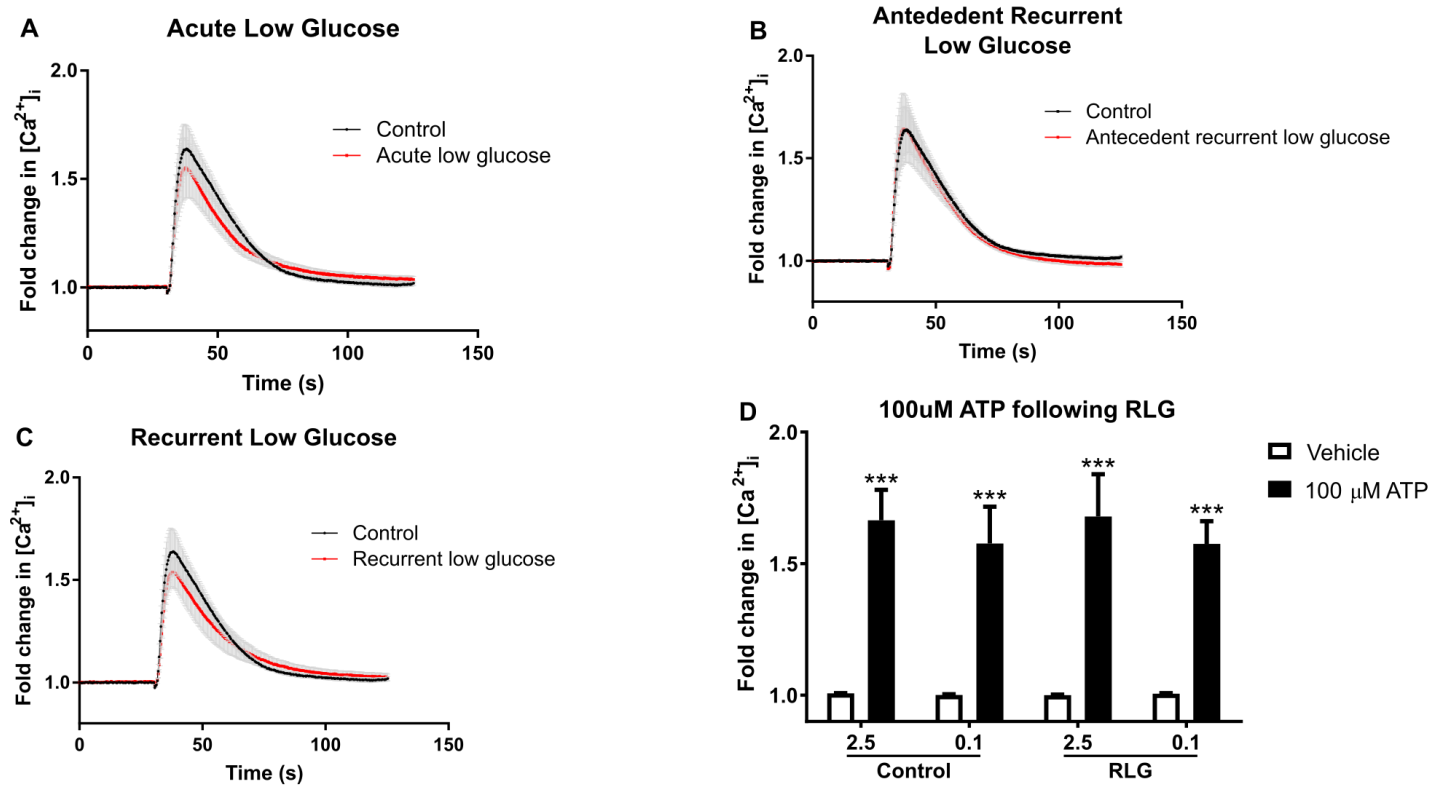 A
Acute Low Glucose
Fold change in [Ca2+]i
2.0
1.5
1.0
Control
Acute low glucose
0
50
100
150
Time (s)
B
Antededent Recurrent
Low Glucose
Fold change in [Ca2+]i
2.0
1.5
1.0
Control
Antecedent recurrent low glucose
0
50
100
150
Time (s)
C
Recurrent Low Glucose
Fold change in [Ca2+]i
2.0
1.5
1.0
Control
Recurrent low glucose
0
50
100
150
Time (s)
D
100uM ATP following RLG
Fold change in [Ca2+]i
2.0
1.5
1.0
***
***
***
***
Vehicle
100 μM ATP
2.5 0.1 2.5 0.1
Control RLG